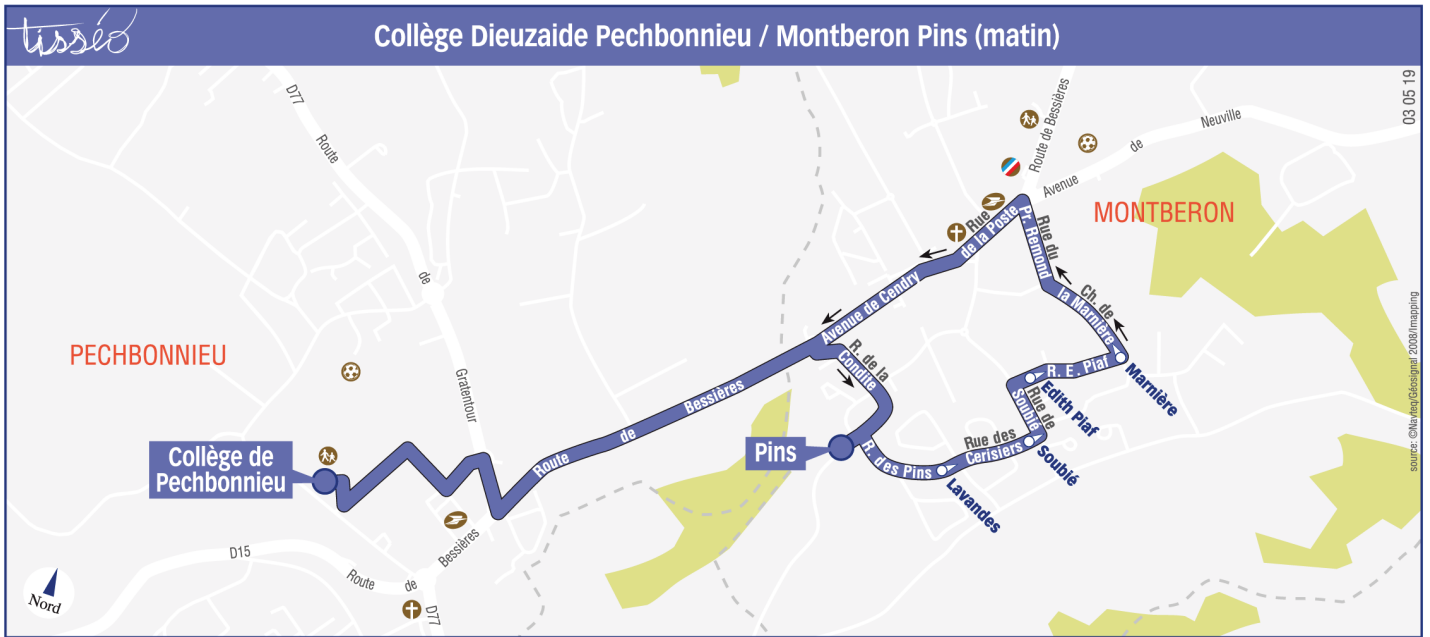 tisséo
Collège Dieuzaide Pechbonnieu / Montberon Pins (matin)
03 05 19
D77
Route
de
Gratentour
Route de Bessières
Avenue
de
Neuville
MONTBERON
Rue
de la Poste
Rue du
Pr. Rémond
Ch. de
la Marnière
Avenue de Cendry
R. de la
Condite
R. E. Piaf
Marnière
Edith Piaf
Rue de
Soubié
Soubié
Rue des
Cerisiers
R. des Pins
Lavandes
Pins
Route
de
Bessières
PECHBONNIEU
Collège de
Pechbonnieu
D15
Route
de
Bessières
D77
Nord
source: ©Navteq/Géosignal 2008/Imapping